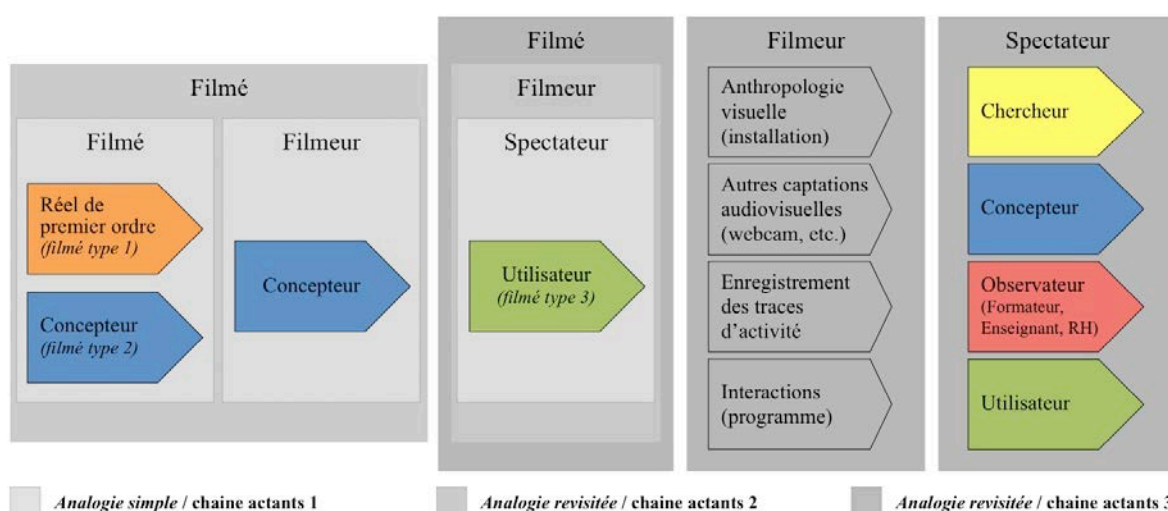 Filmé
Filmé
Réel de
premier ordre
(filmé type 1)
Concepteur
(filmé type 2)
Filmeur
Concepteur
Filmé
Filmeur
Spectateur
Utilisateur
(filmé type 3)
Filmeur
Anthropologie
visuelle
(installation)
Autres captations
audiovisuelles
(webcam, etc.)
Enregistrement
des traces
d’activité
Interactions
(programme)
Spectateur
Chercheur
Concepteur
Observateur
(Formateur,
Enseignant, RH)
Utilisateur
Analogie simple / chaine actants 1
Analogie revisitée / chaine actants 2
Analogie revisitée / chaine actants 3